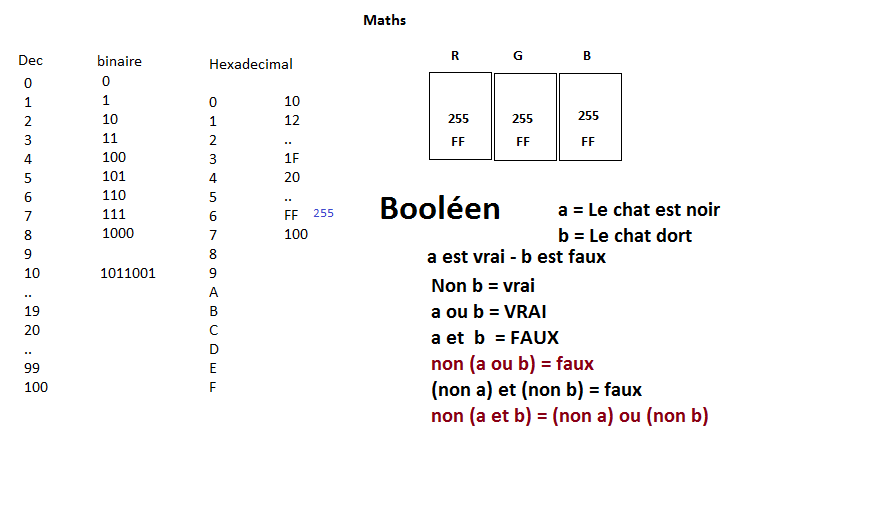 Maths
Dec
0
1
2
3
4
5
6
7
8
9
10
..
19
20
..
99
100
binaire
0
1
10
11
100
101
110
111
1000
1011001
Hexadecimal
0
1
2
3
4
5
6
7
8
9
A
B
C
D
E
F
10
12
..
1F
20
..
FF 255
100
R G B
255 255 255
FF FF FF
Booléen
a = Le chat est noir
b = Le chat dort
a est vrai - b est faux
Non b = vrai
a ou b = VRAI
a et b = FAUX
non (a ou b) = faux
(non a) et (non b) = faux
non (a et b) = (non a) ou (non b)